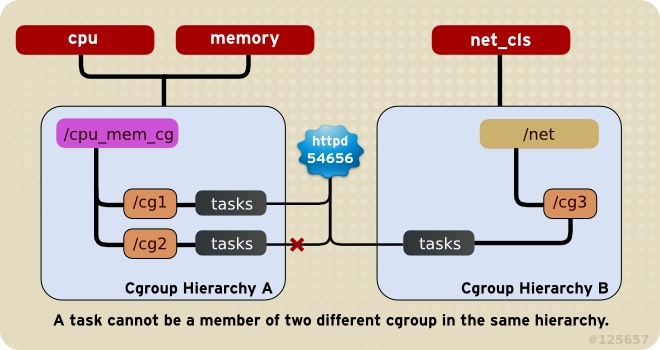 cpu
memory
net_cls
/cpu_mem_cg
httpd
54656
/net
/cg1
tasks
/cg3
/cg2
tasks
tasks
Cgroup Hierarchy A
Cgroup Hierarchy B
A task cannot be a member of two different cgroup in the same hierarchy.
#125657